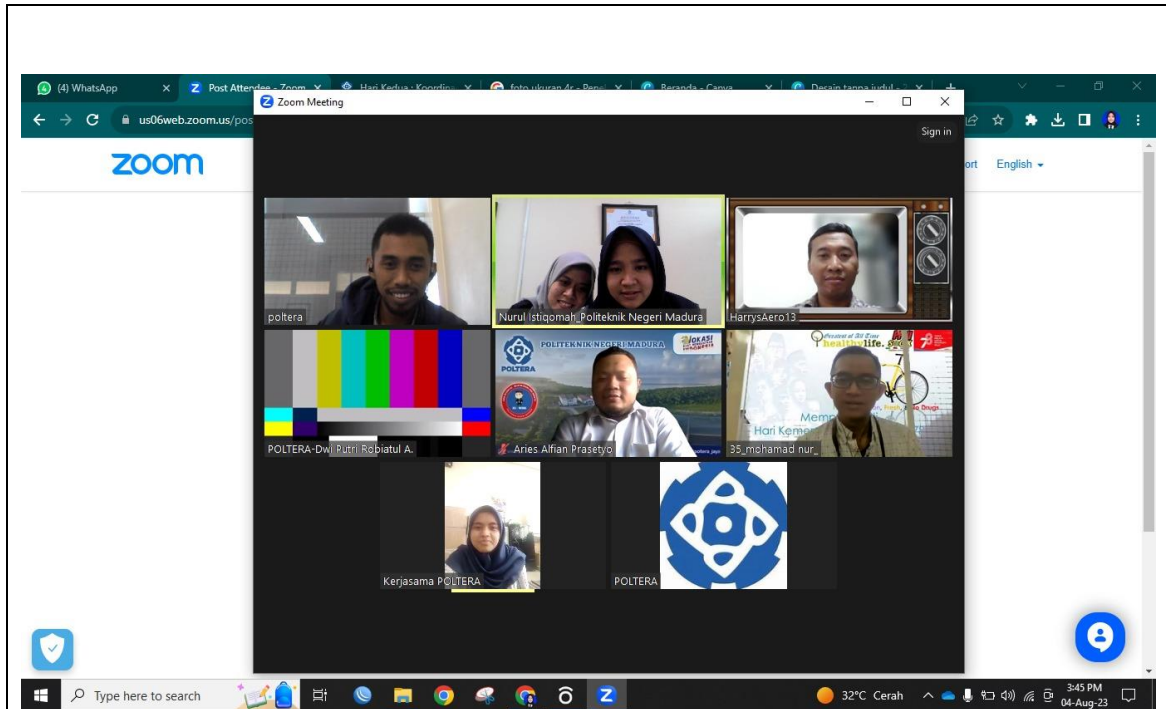 (4) WhatsApp
Post Attendee - Zoom
Hari Kedua : Koordina
foto ukuran 4r - Pene
Beranda - Canva
Desain tanpa judul - 2
Zoom Meeting
us06web.zoom.us/pos
Sign in
zoom
ort
English
poltera
Nurul Istiqomah_Politeknik Negeri Madura
HarrysAero13
POLITEKNIK NEGERI MADURA
POLTERA
healthylife.
Hari Kemer
POLTERA-Dwi Putri Robiatul A.
Aries Alfian Prasetyo
35_mohamad nur_
Kerjasama POLTERA
POLTERA
Type here to search
32°C Cerah
3:45 PM
04-Aug-23